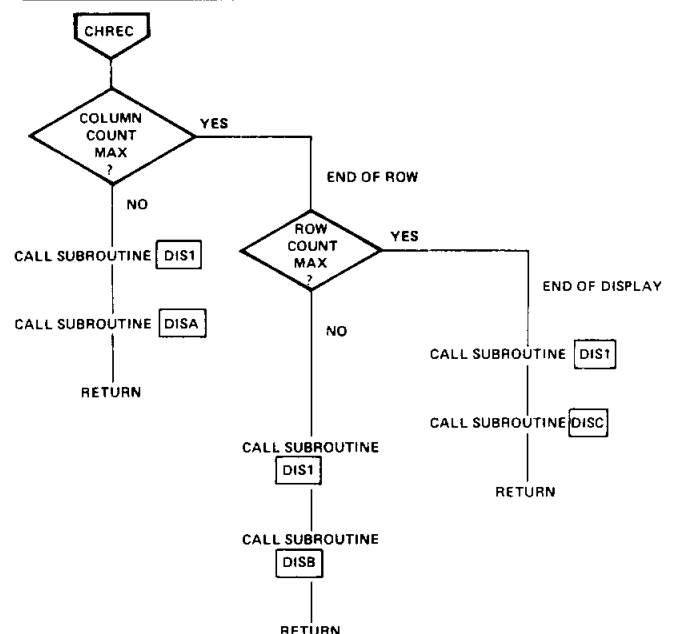 CHREC
COLUMN
COUNT
MAX
?
YES
NO
CALL SUBROUTINE DIS1
CALL SUBROUTINE DISA
RETURN
END OF ROW
ROW
COUNT
MAX
?
YES
NO
CALL SUBROUTINE
DIS1
CALL SUBROUTINE
DISB
RETURN
END OF DISPLAY
CALL SUBROUTINE DIS1
CALL SUBROUTINE DISC
RETURN